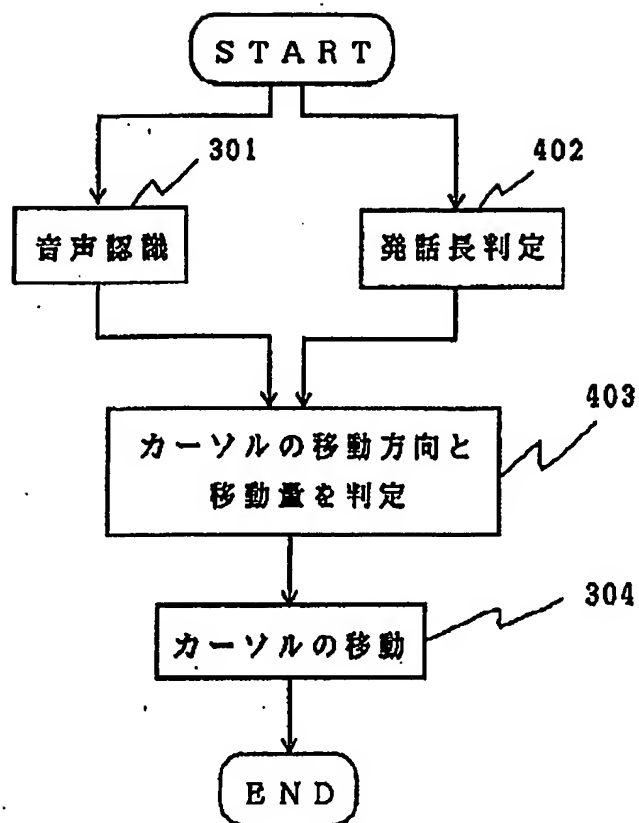 START
301
402
音声認識
発話長判定
403
カーソルの移動方向と
移動量を判定
304
カーソルの移動
END